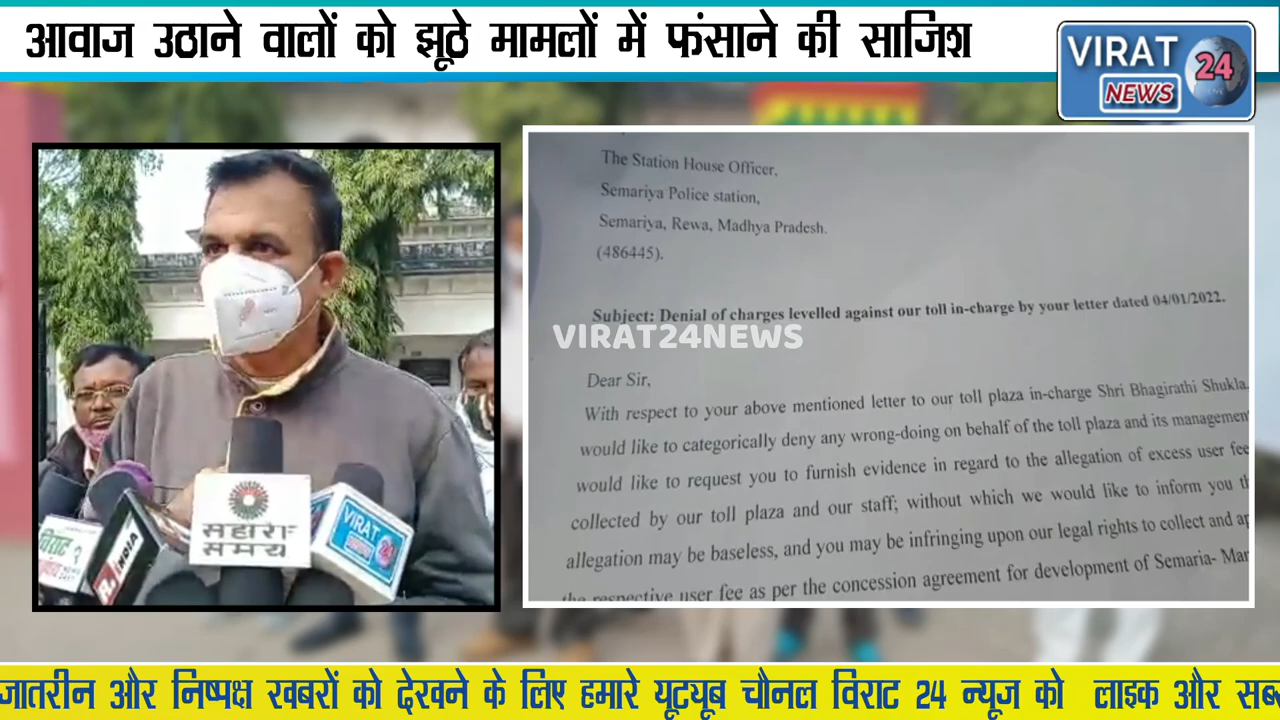 आवाज उठाने वालों को झूठे मामलों में फंसाने की साजिश
VIRAT
24
NEWS
The Station House Officer,
Semariya Police station,
Semariya, Rewa, Madhya Pradesh.
(486445).
Subject: Denial of charges levelled against our toll in-charge by your letter dated 04/01/2022.
VIRAT24NEWS
Dear Sir,
With respect to your above mentioned letter to our toll plaza in-charge Shri Bhagirathi Shukla,
would like to categorically deny any wrong-doing on behalf of the toll plaza and its management
would like to request you to furnish evidence in regard to the allegation of excess user fee
collected by our toll plaza and our staff; without which we would like to inform you
allegation may be baseless, and you may be infringing upon our legal rights to collect and
the respective user fee as per the concession agreement for development of Semaria-
सहारा
समय
VIRAT
24
INDIA
विराट
जातरीन और निष्पक्ष खबरों को देखने के लिए हमारे यूट्यूब चौनल विराट 24 न्यूज को लाइक और सब्स